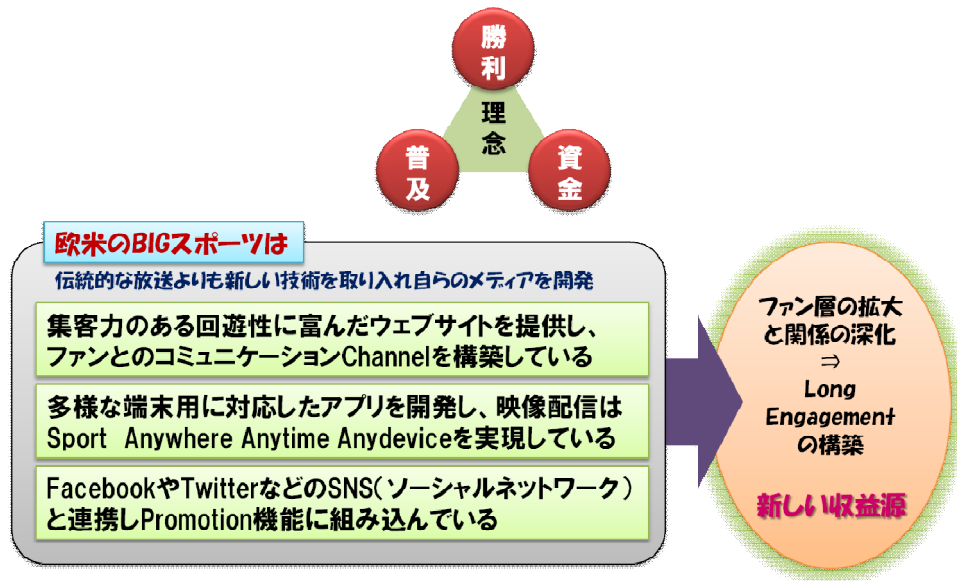 勝利
理念
普及
資金
欧米のBIGスポーツは
伝統的な放送よりも新しい技術を取り入れ自らのメディアを開発
集客力のある回遊性に富んだウェブサイトを提供し、
ファンとのコミュニケーションChannelを構築している
多様な端末用に対応したアプリを開発し、映像配信は
Sport Anywhere Anytime Anydeviceを実現している
FacebookやTwitterなどのSNS(ソーシャルネットワーク)
と連携しPromotion機能に組み込んでいる
ファン層の拡大
と関係の深化
⇒
Long
Engagement
の構築
新しい収益源